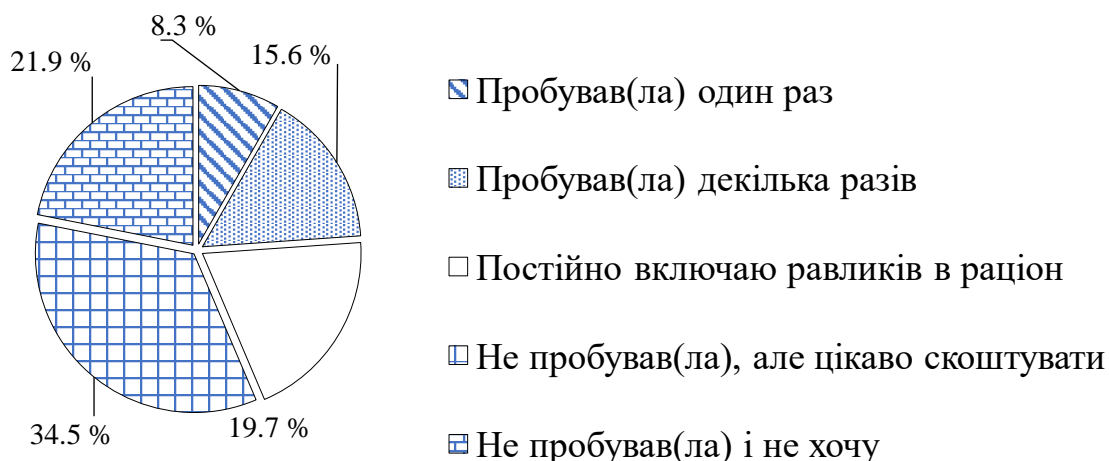 8.3 %
15.6 %
21.9 %
34.5 %
19.7 %
Пробував(ла) один раз
Пробував(ла) декілька разів
Постійно включаю равликів в раціон
Не пробував(ла), але цікаво скоштувати
Не пробував(ла) і не хочу